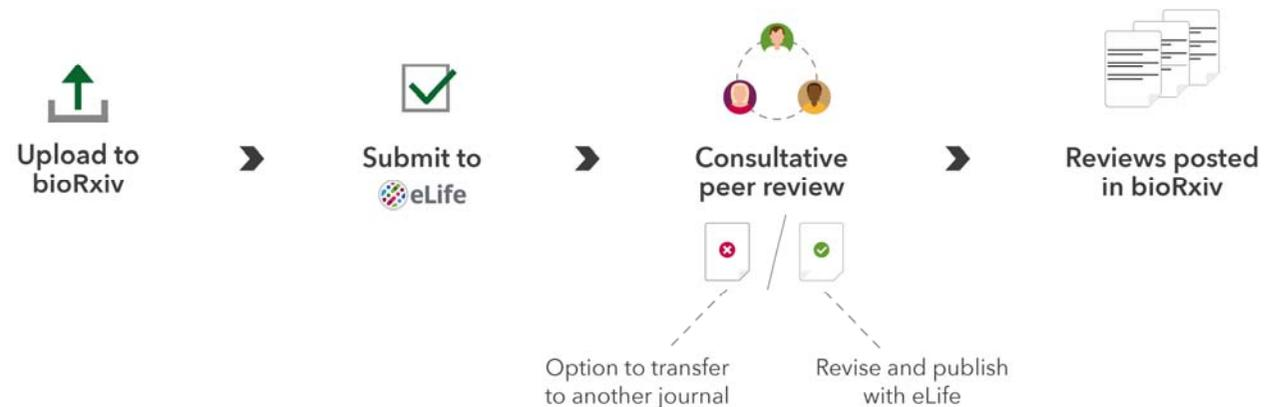 Upload to
bioRxiv
Submit to
eLife
Consultative
peer review
Reviews posted
in bioRxiv
Option to transfer
to another journal
Revise and publish
with eLife